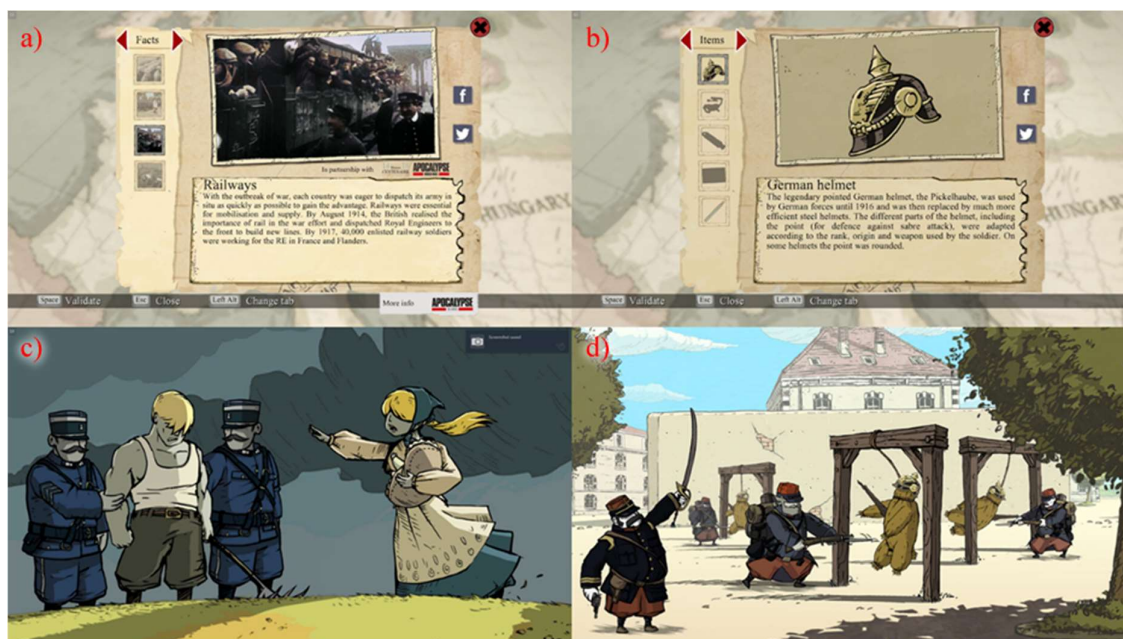 a)
Facts
In partnership with
APOCALYPSE
Railways
With the outbreak of war, each country was eager to dispatch its army in
situ as quickly as possible to gain the advantage. Railways were essential
for mobilisation and supply. By August 1914, the British realised the
importance of rail in the war effort and dispatched Royal Engineers to
the front to build new lines. By 1917, 40,000 enlisted railway soldiers
were working for the RE in France and Flanders.
Space Validate Esc Close Left Alt Change tab
More info APOCALYPSE
b)
Items
HUNGARY
German helmet
The legendary pointed German helmet, the Pickelhaube, was used
by German forces until 1916 and was then replaced by much more
efficient steel helmets. The different parts of the helmet, including
the point (for defence against sabre attack), were adapted
according to the rank, origin and weapon used by the soldier. On
some helmets the point was rounded.
Space Validate Esc Close Left Alt Change tab
c)
Screenshot saved
d)